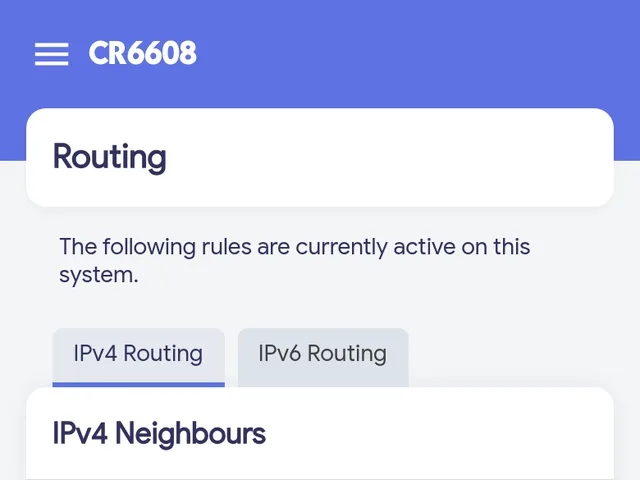 CR6608
Routing
The following rules are currently active on this
system.
IPv4 Routing
IPv6 Routing
IPv4 Neighbours